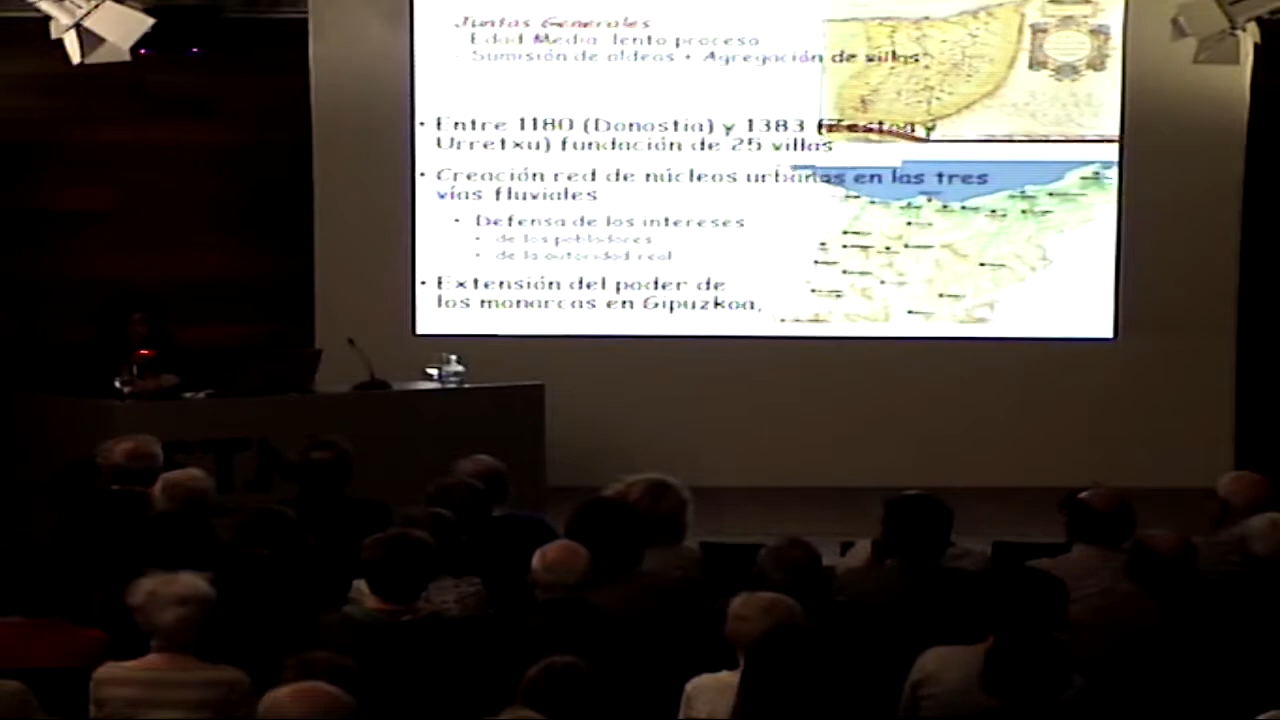 Juntas Generales
Edad Media lento proceso
Sumisión de aldeas + Agregación de villas
• Entre 1180 (Donostia) y 1383 (Zestoa y
Urretxu) fundación de 25 villas
• Creación red de núcleos urbanos en las tres
vías fluviales
• Defensa de los intereses
• de los pobladores
• de la autoridad real
• Extensión del poder de
los monarcas en Gipuzkoa,